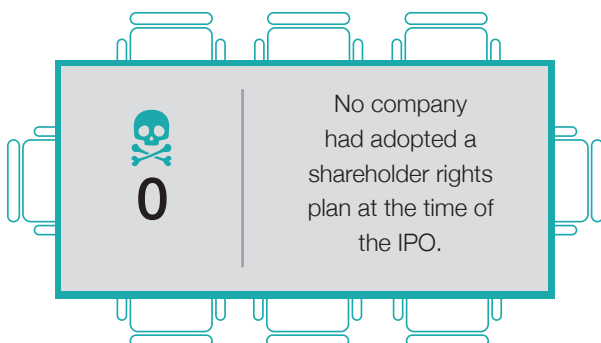 0
No company
had adopted a
shareholder rights
plan at the time of
the IPO.